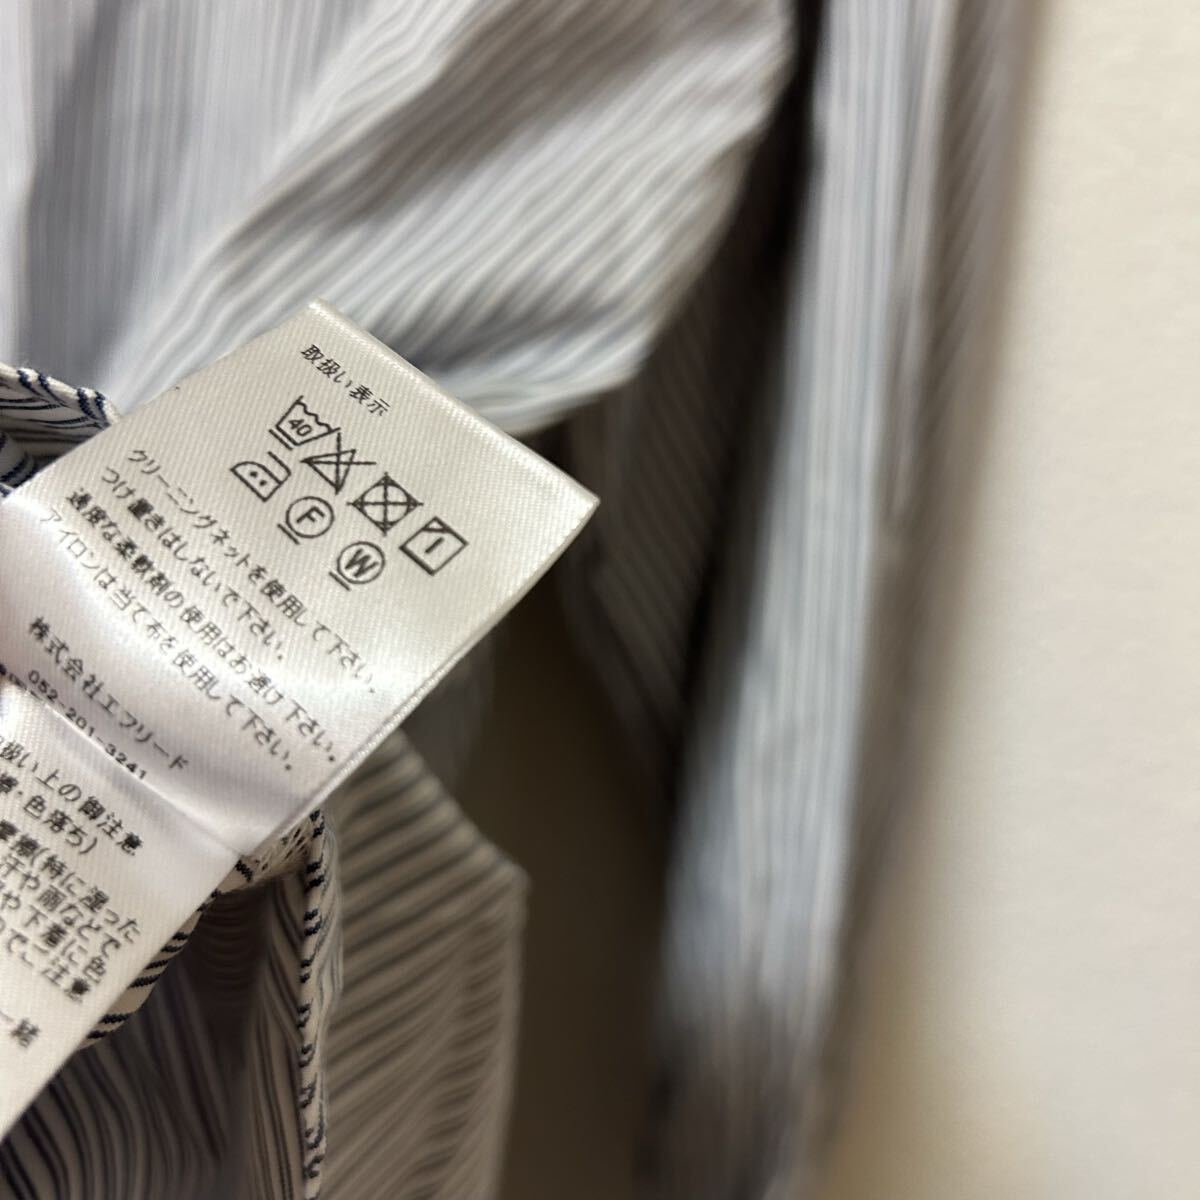 取扱い表示
40
F
W
クリーニングネットを使用して下さい。
つけ置きはしないで下さい。
過度な柔軟剤の使用はお避け下さい。
アイロンは当て布を使用して下さい。
株式会社エフリード
052-201-3241
扱い上の御注意
色落ち)
(特に湿った
汗や雨などで
や下着に色
でご注意
一緒